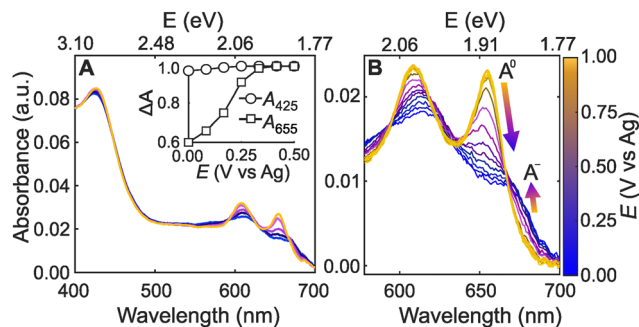 E (eV)
3.10 2.48 2.06 1.77
A
Absorbance (a.u.)
0.08
0.06
0.04
0.02
0.00
400 500 600 700
Wavelength (nm)
ΔA
1.0
0.8
0.6
A425
A655
0.00 0.25 0.50
E (V vs Ag)
E (eV)
2.06 1.91 1.77
B
A⁰
A⁻
0.02
0.01
0.00
600 650 700
Wavelength (nm)
1.00
0.75
0.50
0.25
0.00
E (V vs Ag)